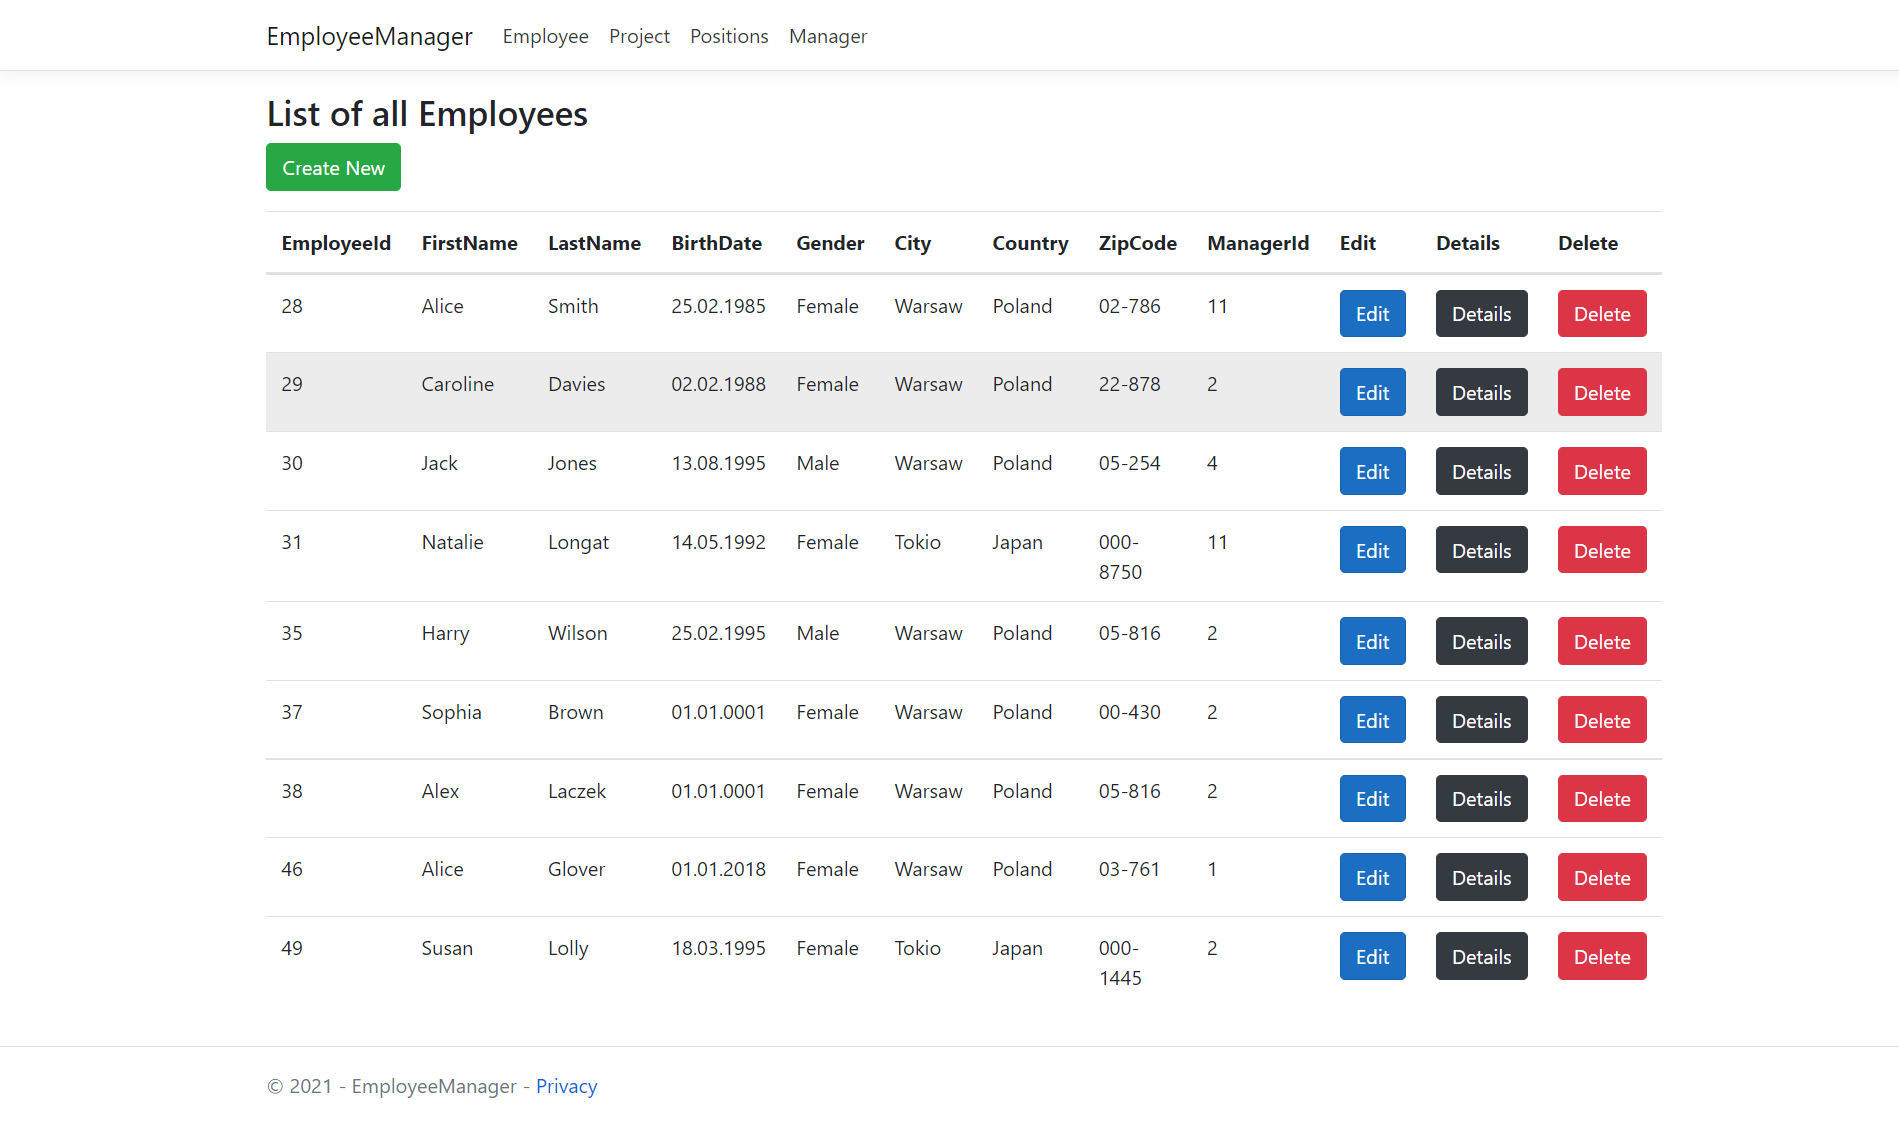 EmployeeManager Employee Project Positions Manager
List of all Employees
Create New
EmployeeId FirstName LastName BirthDate Gender City Country ZipCode ManagerId Edit Details Delete
28 Alice Smith 25.02.1985 Female Warsaw Poland 02-786 11 Edit Details Delete
29 Caroline Davies 02.02.1988 Female Warsaw Poland 22-878 2 Edit Details Delete
30 Jack Jones 13.08.1995 Male Warsaw Poland 05-254 4 Edit Details Delete
31 Natalie Longat 14.05.1992 Female Tokio Japan 000- 11 Edit Details Delete
8750
35 Harry Wilson 25.02.1995 Male Warsaw Poland 05-816 2 Edit Details Delete
37 Sophia Brown 01.01.0001 Female Warsaw Poland 00-430 2 Edit Details Delete
38 Alex Laczek 01.01.0001 Female Warsaw Poland 05-816 2 Edit Details Delete
46 Alice Glover 01.01.2018 Female Warsaw Poland 03-761 1 Edit Details Delete
49 Susan Lolly 18.03.1995 Female Tokio Japan 000- 2 Edit Details Delete
1445
© 2021 - EmployeeManager - Privacy